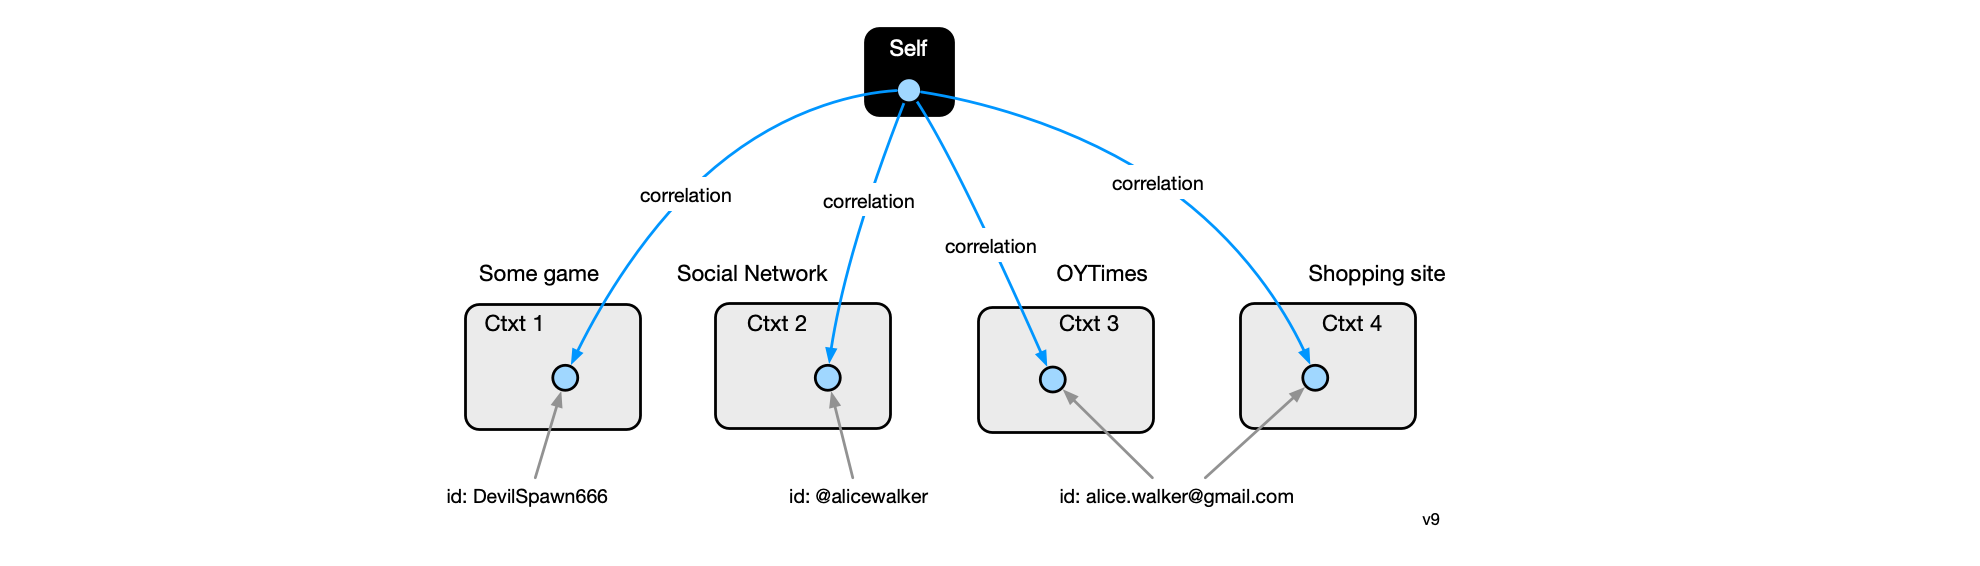 Self
correlation
correlation
correlation
correlation
Some game
Social Network
OYTimes
Shopping site
Ctxt 1
Ctxt 2
Ctxt 3
Ctxt 4
id: DevilSpawn666
id: @alicewalker
id: alice.walker@gmail.com
v9